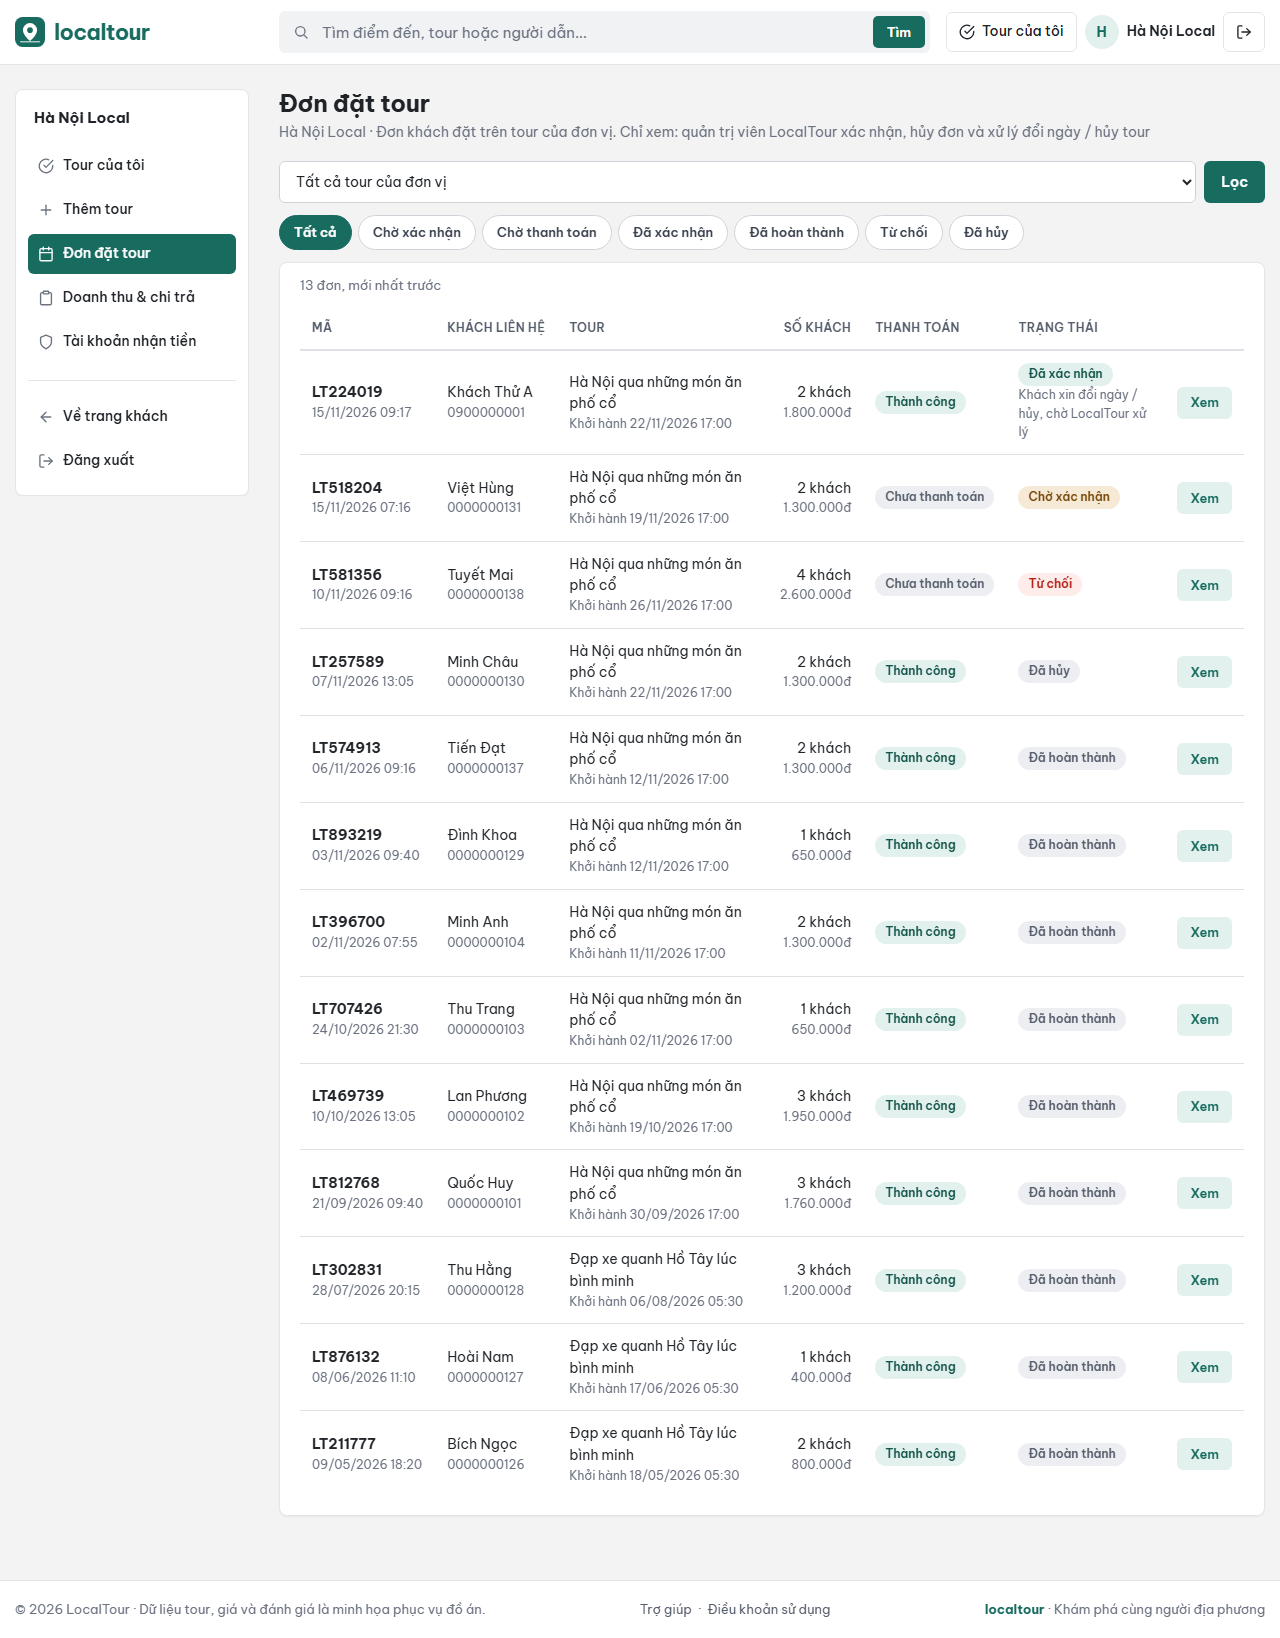 localtour
Tìm điểm đến, tour hoặc người dẫn...
Tìm
Tour của tôi
H
Hà Nội Local
Hà Nội Local
Tour của tôi
Thêm tour
Đơn đặt tour
Doanh thu & chi trả
Tài khoản nhận tiền
Về trang khách
Đăng xuất
Đơn đặt tour
Hà Nội Local · Đơn khách đặt trên tour của đơn vị. Chỉ xem: quản trị viên LocalTour xác nhận, hủy đơn và xử lý đổi ngày / hủy tour
Tất cả tour của đơn vị
Lọc
Tất cả
Chờ xác nhận
Chờ thanh toán
Đã xác nhận
Đã hoàn thành
Từ chối
Đã hủy
13 đơn, mới nhất trước
MÃ KHÁCH LIÊN HỆ TOUR SỐ KHÁCH THANH TOÁN TRẠNG THÁI
LT224019
15/11/2026 09:17
Khách Thử A
0900000001
Hà Nội qua những món ăn
phố cổ
Khởi hành 22/11/2026 17:00
2 khách
1.800.000đ
Thành công
Đã xác nhận
Khách xin đổi ngày /
hủy, chờ LocalTour xử
lý
Xem
LT518204
15/11/2026 07:16
Việt Hùng
0000000131
Hà Nội qua những món ăn
phố cổ
Khởi hành 19/11/2026 17:00
2 khách
1.300.000đ
Chưa thanh toán
Chờ xác nhận
Xem
LT581356
10/11/2026 09:16
Tuyết Mai
0000000138
Hà Nội qua những món ăn
phố cổ
Khởi hành 26/11/2026 17:00
4 khách
2.600.000đ
Chưa thanh toán
Từ chối
Xem
LT257589
07/11/2026 13:05
Minh Châu
0000000130
Hà Nội qua những món ăn
phố cổ
Khởi hành 22/11/2026 17:00
2 khách
1.300.000đ
Thành công
Đã hủy
Xem
LT574913
06/11/2026 09:16
Tiến Đạt
0000000137
Hà Nội qua những món ăn
phố cổ
Khởi hành 12/11/2026 17:00
2 khách
1.300.000đ
Thành công
Đã hoàn thành
Xem
LT893219
03/11/2026 09:40
Đình Khoa
0000000129
Hà Nội qua những món ăn
phố cổ
Khởi hành 12/11/2026 17:00
1 khách
650.000đ
Thành công
Đã hoàn thành
Xem
LT396700
02/11/2026 07:55
Minh Anh
0000000104
Hà Nội qua những món ăn
phố cổ
Khởi hành 11/11/2026 17:00
2 khách
1.300.000đ
Thành công
Đã hoàn thành
Xem
LT707426
24/10/2026 21:30
Thu Trang
0000000103
Hà Nội qua những món ăn
phố cổ
Khởi hành 02/11/2026 17:00
1 khách
650.000đ
Thành công
Đã hoàn thành
Xem
LT469739
10/10/2026 13:05
Lan Phương
0000000102
Hà Nội qua những món ăn
phố cổ
Khởi hành 19/10/2026 17:00
3 khách
1.950.000đ
Thành công
Đã hoàn thành
Xem
LT812768
21/09/2026 09:40
Quốc Huy
0000000101
Hà Nội qua những món ăn
phố cổ
Khởi hành 30/09/2026 17:00
3 khách
1.760.000đ
Thành công
Đã hoàn thành
Xem
LT302831
28/07/2026 20:15
Thu Hằng
0000000128
Đạp xe quanh Hồ Tây lúc
bình minh
Khởi hành 06/08/2026 05:30
3 khách
1.200.000đ
Thành công
Đã hoàn thành
Xem
LT876132
08/06/2026 11:10
Hoài Nam
0000000127
Đạp xe quanh Hồ Tây lúc
bình minh
Khởi hành 17/06/2026 05:30
1 khách
400.000đ
Thành công
Đã hoàn thành
Xem
LT211777
09/05/2026 18:20
Bích Ngọc
0000000126
Đạp xe quanh Hồ Tây lúc
bình minh
Khởi hành 18/05/2026 05:30
2 khách
800.000đ
Thành công
Đã hoàn thành
Xem
© 2026 LocalTour · Dữ liệu tour, giá và đánh giá là minh họa phục vụ đồ án.
Trợ giúp · Điều khoản sử dụng
localtour · Khám phá cùng người địa phương